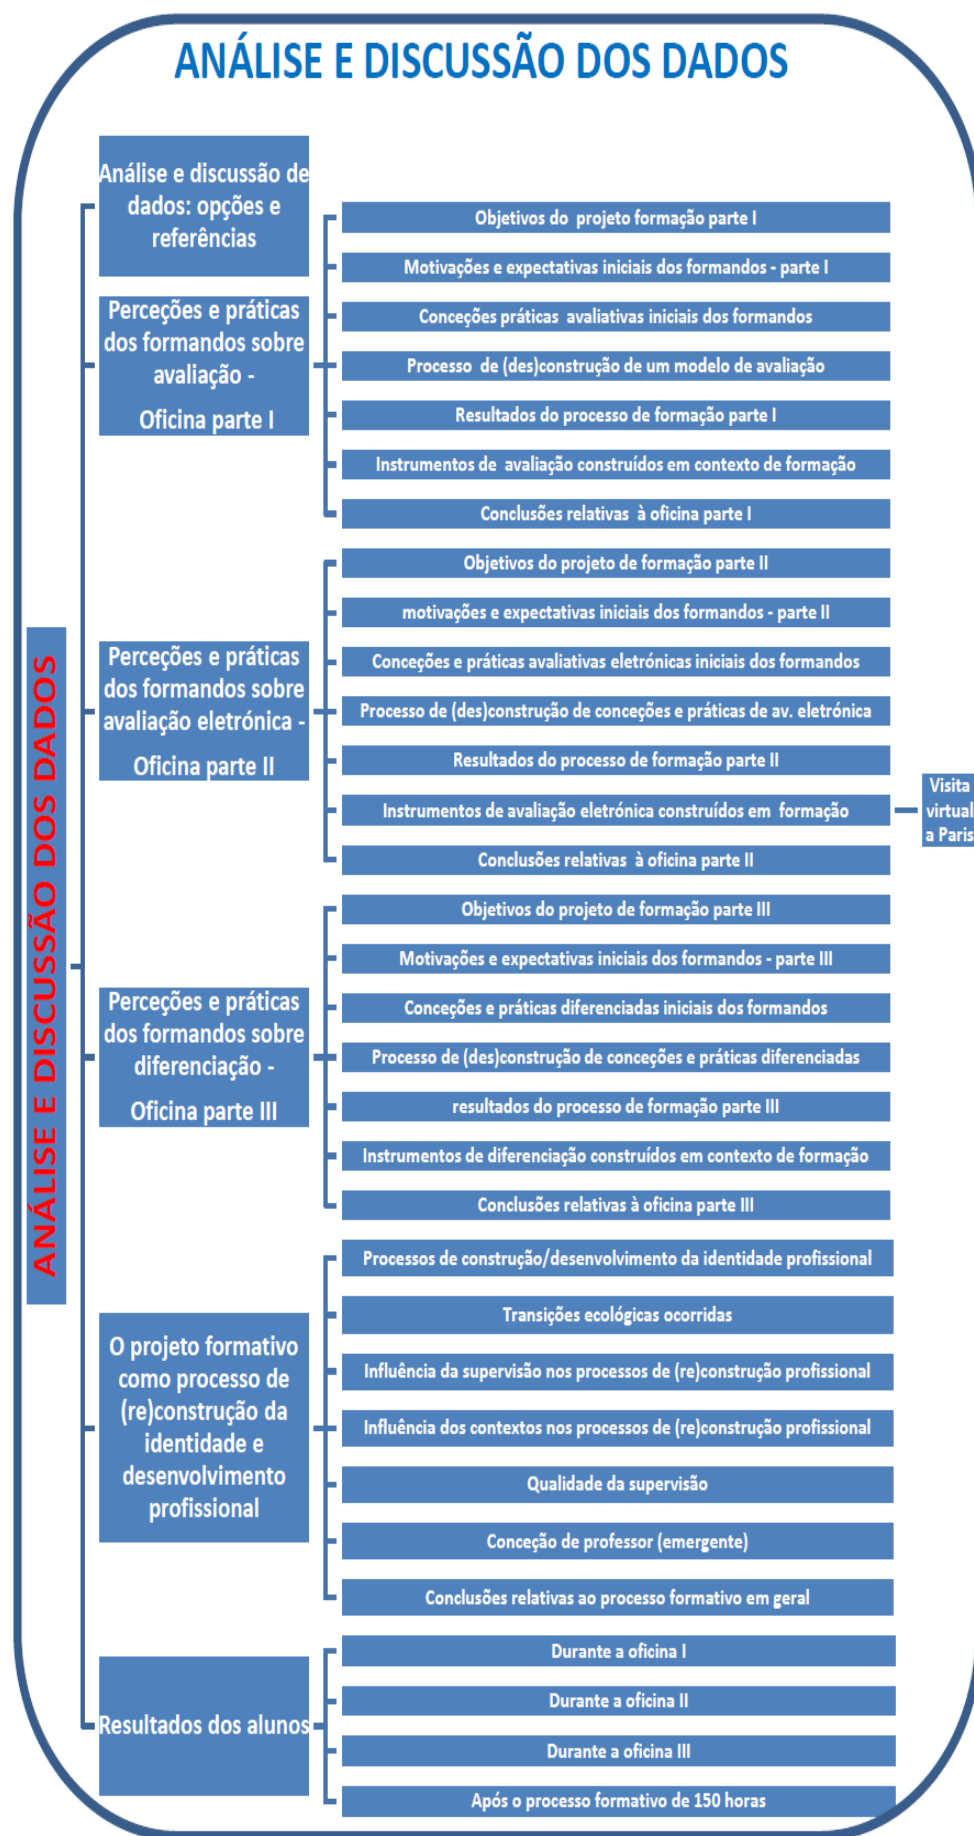 ANÁLISE E DISCUSSÃO DOS DADOS
ANÁLISE E DISCUSSÃO DOS DADOS
Análise e discussão de
dados: opções e
referências
Perceções e práticas
dos formandos sobre
avaliação -
Oficina parte I
Objetivos do projeto formação parte I
Motivações e expectativas iniciais dos formandos - parte I
Conceções práticas avaliativas iniciais dos formandos
Processo de (des)construção de um modelo de avaliação
Resultados do processo de formação parte I
Instrumentos de avaliação construídos em contexto de formação
Conclusões relativas à oficina parte I
Perceções e práticas
dos formandos sobre
avaliação eletrónica -
Oficina parte II
Objetivos do projeto de formação parte II
motivações e expectativas iniciais dos formandos - parte II
Conceções e práticas avaliativas eletrónicas iniciais dos formandos
Processo de (des)construção de conceções e práticas de av. eletrónica
Resultados do processo de formação parte II
Instrumentos de avaliação eletrónica construídos em formação
Visita
virtual
a Paris
Conclusões relativas à oficina parte II
Perceções e práticas
dos formandos sobre
diferenciação -
Oficina parte III
Objetivos do projeto de formação parte III
Motivações e expectativas iniciais dos formandos - parte III
Conceções e práticas diferenciadas iniciais dos formandos
Processo de (des)construção de conceções e práticas diferenciadas
resultados do processo de formação parte III
Instrumentos de diferenciação construídos em contexto de formação
Conclusões relativas à oficina parte III
O projeto formativo
como processo de
(re)construção da
identidade e
desenvolvimento
profissional
Processos de construção/desenvolvimento da identidade profissional
Transições ecológicas ocorridas
Influência da supervisão nos processos de (re)construção profissional
Influência dos contextos nos processos de (re)construção profissional
Qualidade da supervisão
Conceção de professor (emergente)
Conclusões relativas ao processo formativo em geral
Resultados dos alunos
Durante a oficina I
Durante a oficina II
Durante a oficina III
Após o processo formativo de 150 horas